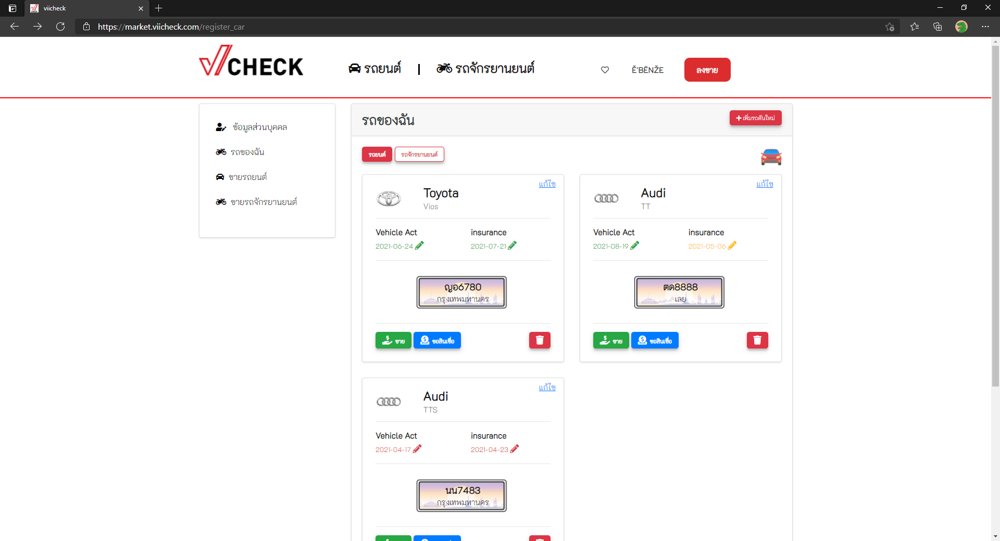 viicheck
https://market.viicheck.com/register_car
VCHECK
รถยนต์
รถจักรยานยนต์
Ě'BËNŽE
ลงขาย
ข้อมูลส่วนบุคคล
รถของฉัน
ขายรถยนต์
ขายรถจักรยานยนต์
รถของฉัน
เพิ่มรถคันใหม่
รถยนต์
รถจักรยานยนต์
แก้ไข
Toyota
Vios
Vehicle Act
insurance
2021-06-24
2021-07-21
ญอ6780
กรุงเทพมหานคร
ขาย
ขอสินเชื่อ
แก้ไข
Audi
TT
Vehicle Act
insurance
2021-08-19
2021-05-06
ตด8888
เลย
ขาย
ขอสินเชื่อ
แก้ไข
Audi
TTS
Vehicle Act
insurance
2021-04-17
2021-04-23
นน7483
กรุงเทพมหานคร